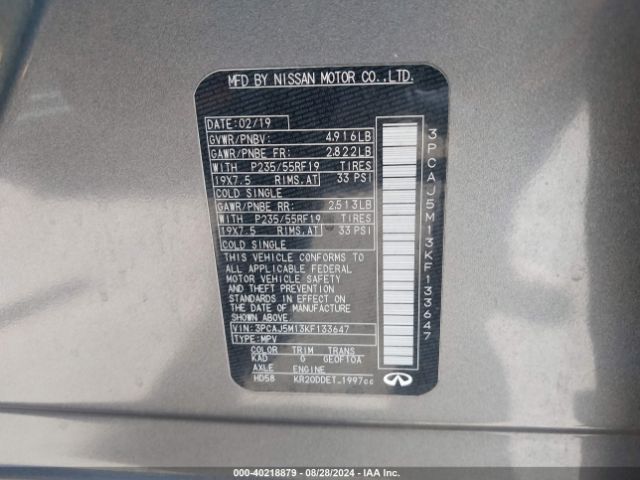 MFD BY NISSAN MOTOR CO.,LTD.
DATE: 02/19
GVWR/PNBV: 4,916LB
GAWR/PNBE FR: 2,822LB
WITH P235/55RF19 TIRES
19X7.5 RIMS,AT 33 PSI
COLD SINGLE
GAWR/PNBE RR: 2,513LB
WITH P235/55RF19 TIRES
19X7.5 RIMS,AT 33 PSI
COLD SINGLE
THIS VEHICLE CONFORMS TO
ALL APPLICABLE FEDERAL
MOTOR VEHICLE SAFETY
AND THEFT PREVENTION
STANDARDS IN EFFECT ON
THE DATE OF MANUFACTURE
SHOWN ABOVE.
VIN: 3PCAJ5M13KF133647
TYPE: MPV
COLOR TRIM TRANS
KAD G GE0F10A
AXLE ENGINE
HD58 KR20DDET 1997cc
3PCAJ5M13KF133647
000-40218879 - 08/28/2024 - IAA Inc.